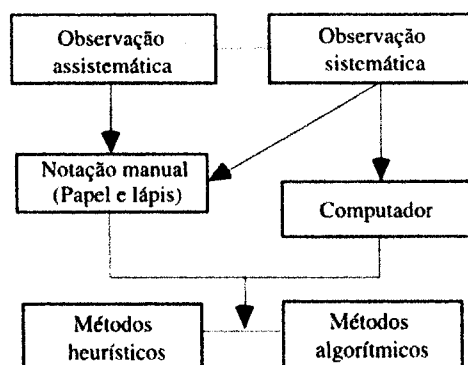 Observação
assistemática
Observação
sistemática
Notação manual
(Papel e lápis)
Computador
Métodos
heurísticos
Métodos
algorítmicos